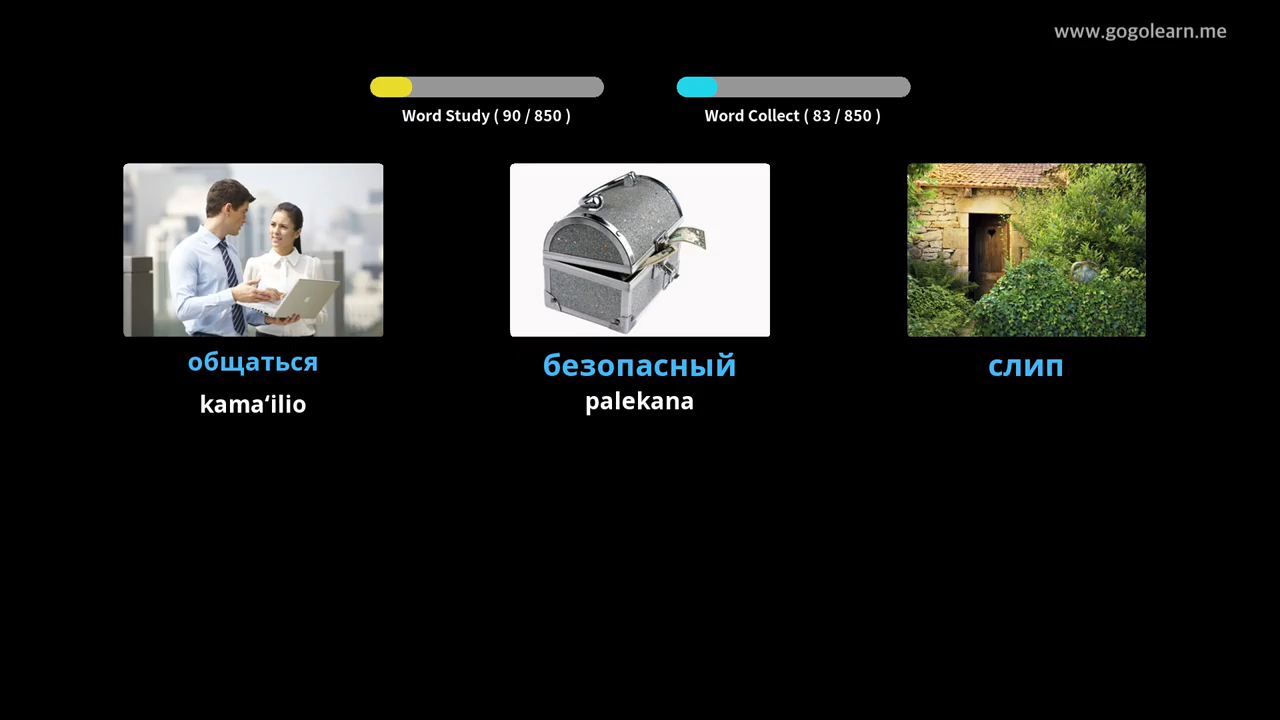 www.gogolearn.me
Word Study ( 90 / 850 )
Word Collect ( 83 / 850 )
общаться
kamaʻilio
безопасный
palekana
слип